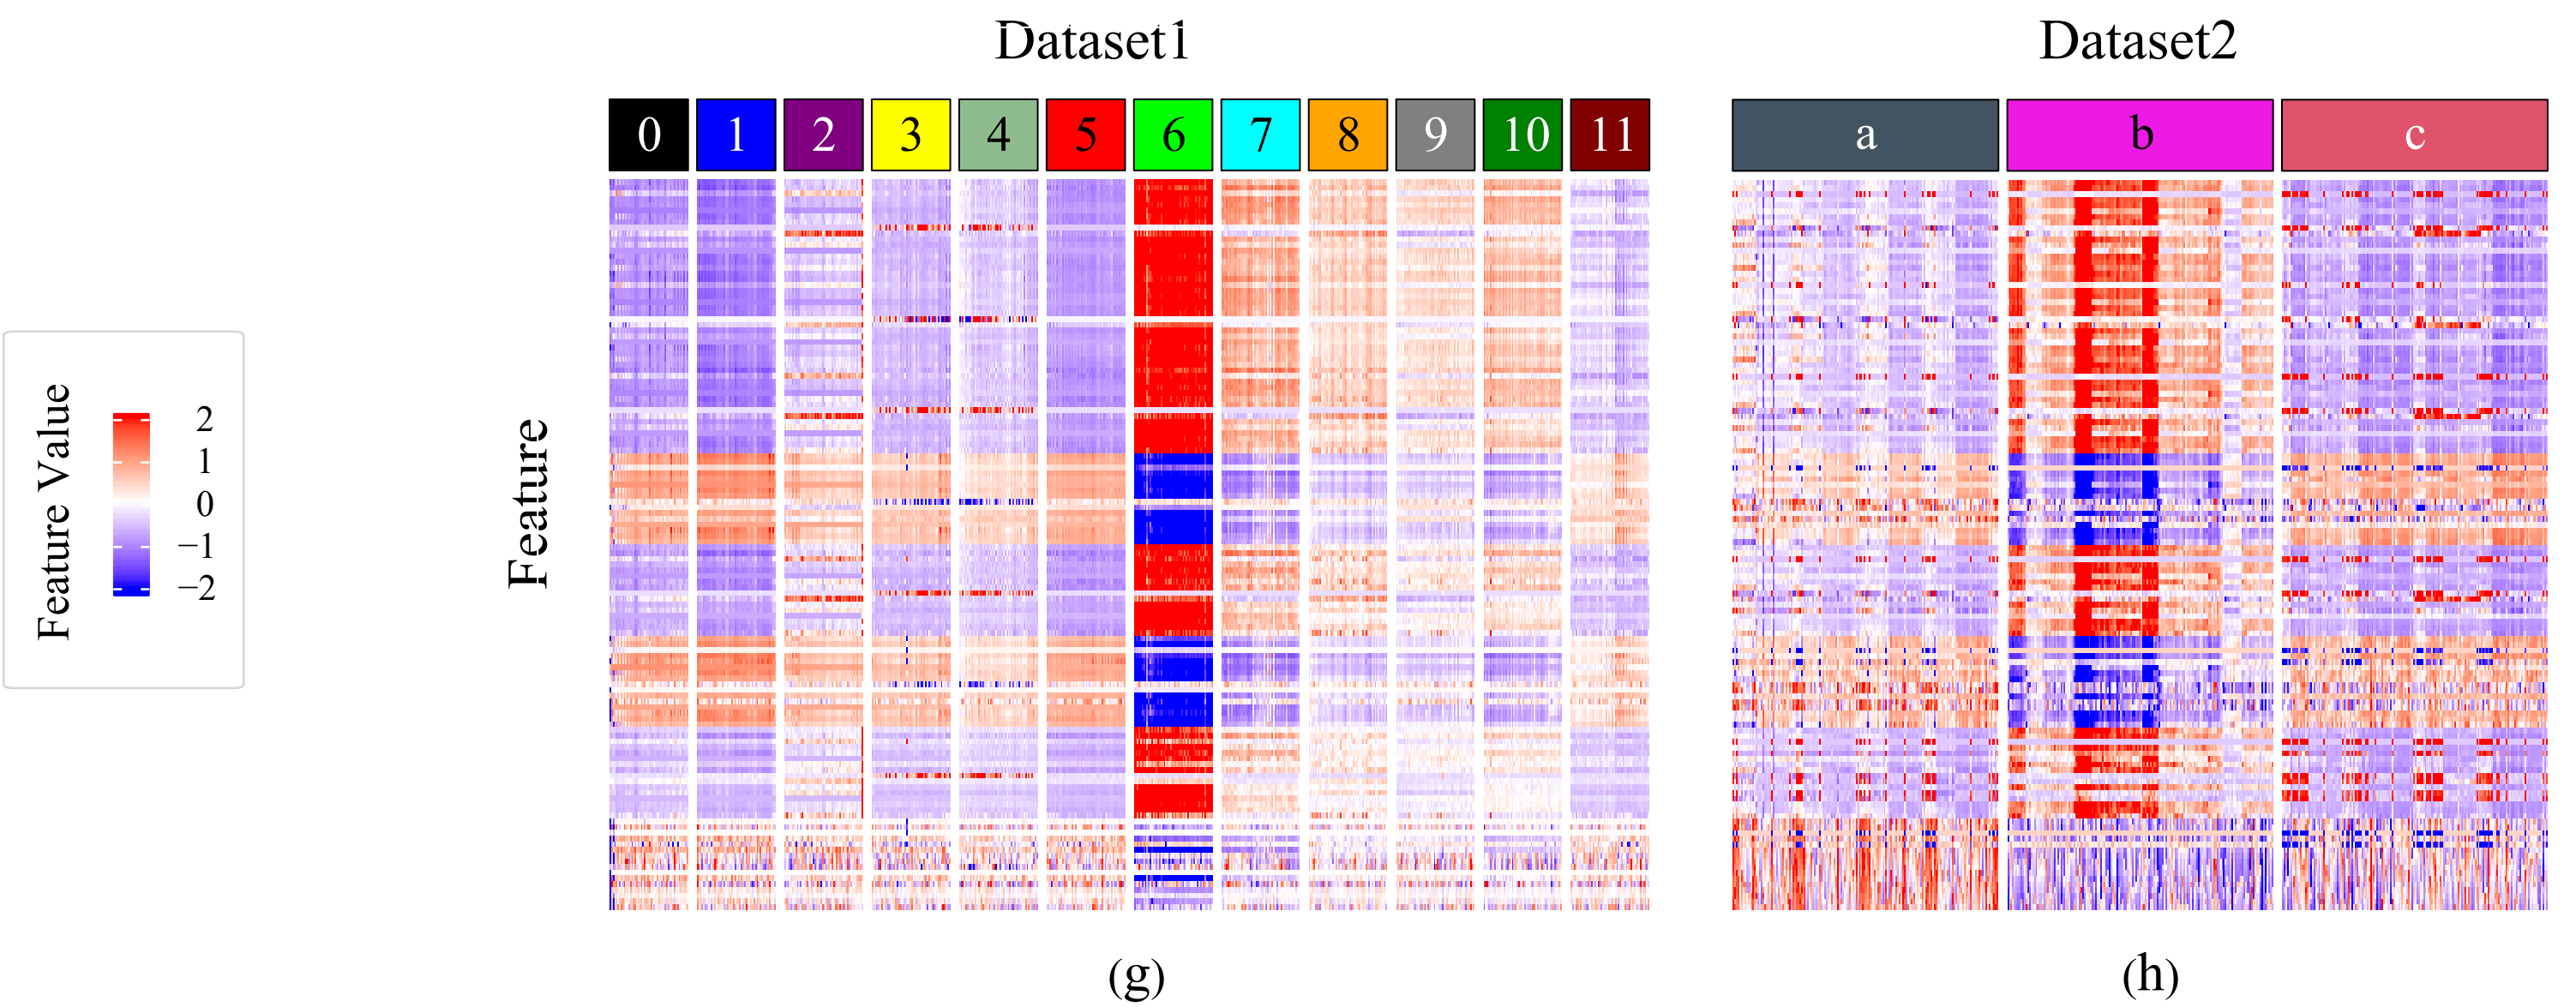 Dataset1
Dataset2
0 1 2 3 4 5 6 7 8 9 10 11
a b c
Feature Value
2
1
0
−1
−2
Feature
(g)
(h)